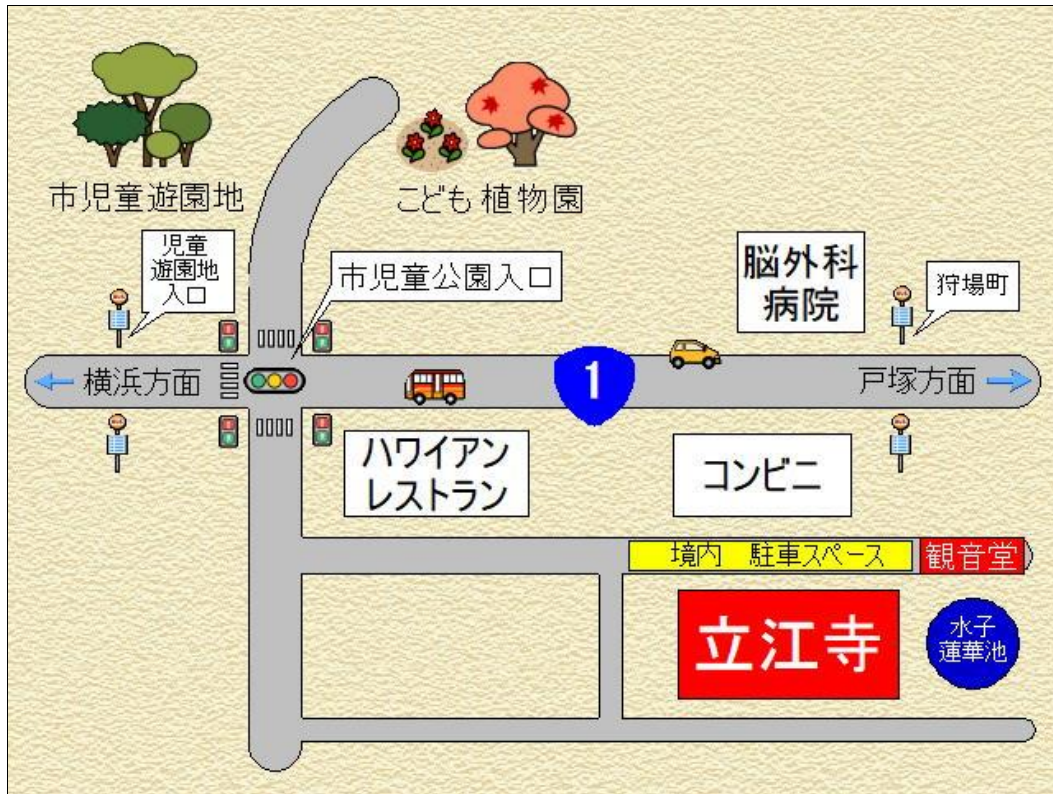 市児童遊園地
こども植物園
児童
遊園地
入口
市児童公園入口
脳外科
病院
狩場町
横浜方面
1
戸塚方面
ハワイアン
レストラン
コンビニ
境内 駐車スペース
観音堂
立江寺
水子
蓮華池